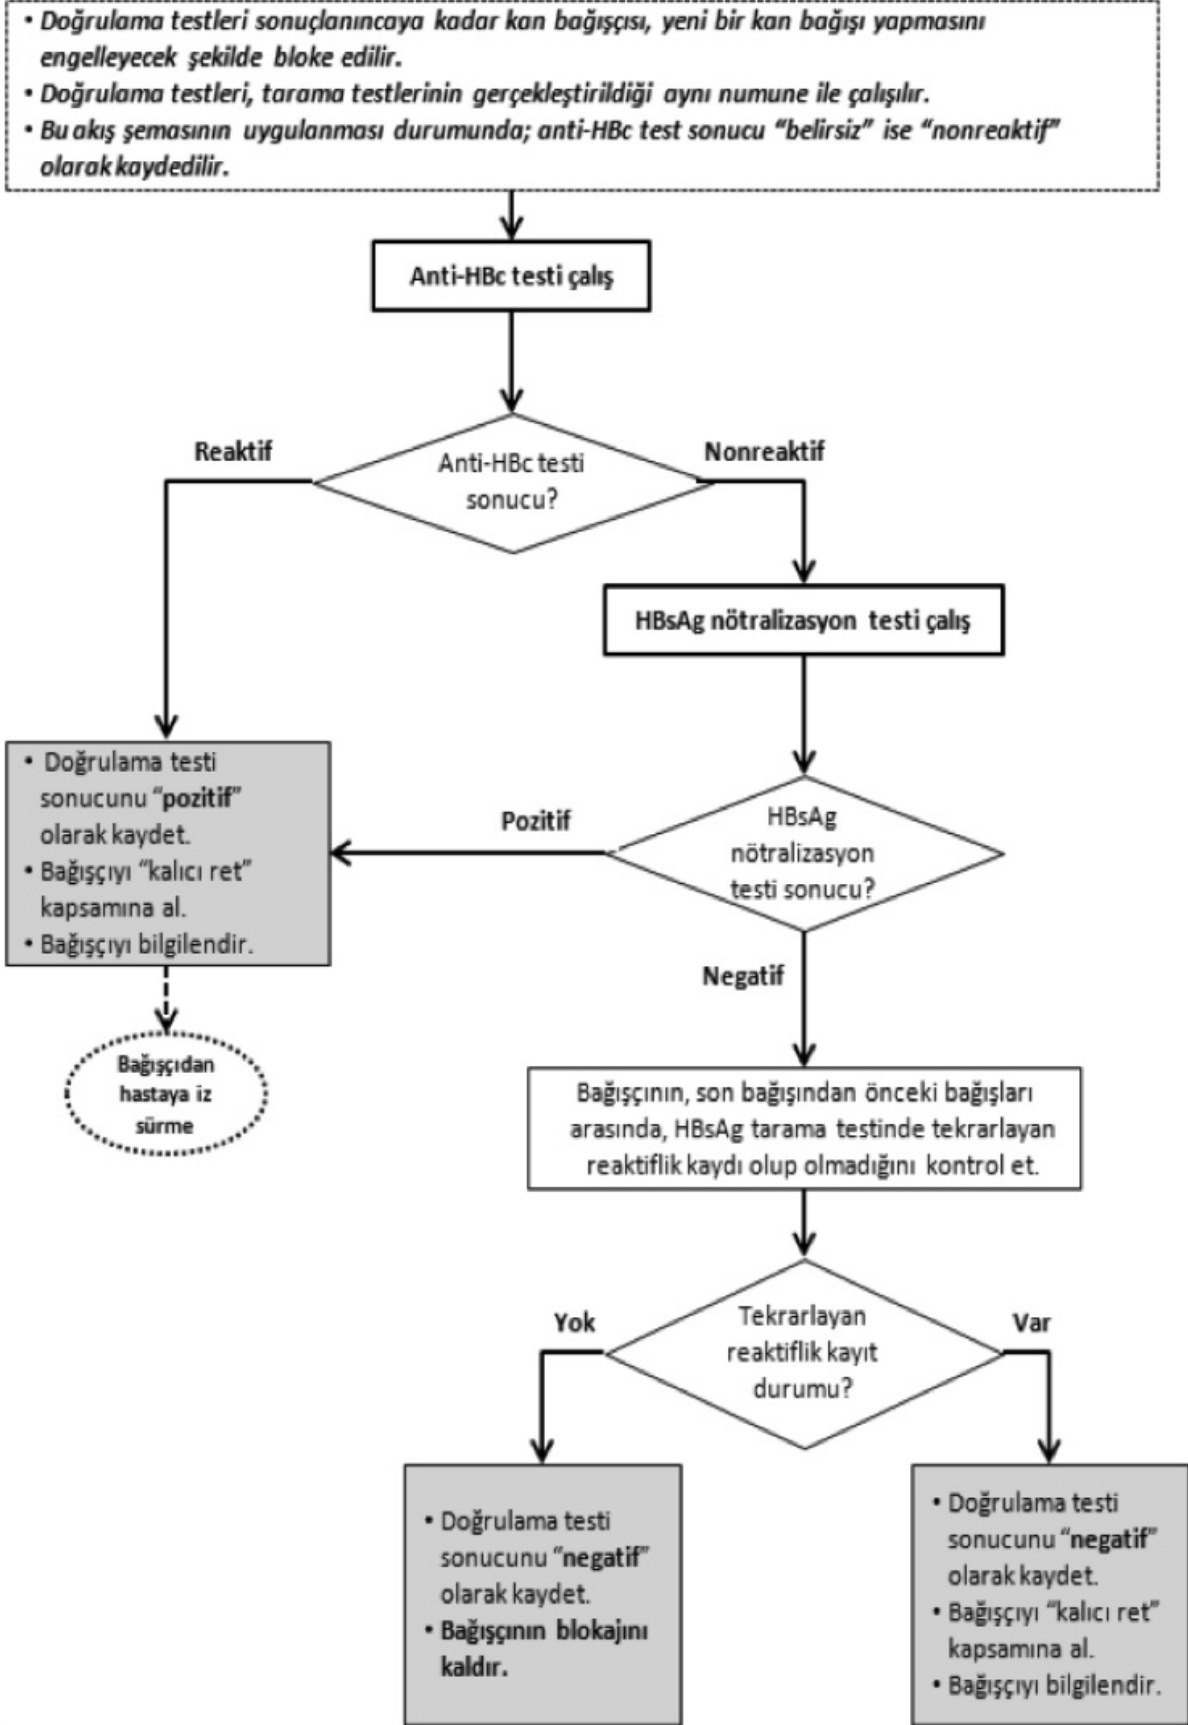 • Doğrulama testleri sonuçlanıncaya kadar kan bağışçısı, yeni bir kan bağışı yapmasını
engelleyecek şekilde bloke edilir.
• Doğrulama testleri, tarama testlerinin gerçekleştirildiği aynı numune ile çalışılır.
• Bu akış şemasının uygulanması durumunda; anti-HBc test sonucu “belirsiz” ise “nonreaktif”
olarak kaydedilir.
Anti-HBc testi çalış
Reaktif
Anti-HBc testi
sonucu?
Nonreaktif
HBsAg nötralizasyon testi çalış
• Doğrulama testi
sonucunu “pozitif”
olarak kaydet.
• Bağışçıyı “kalıcı ret”
kapsamına al.
• Bağışçıyı bilgilendir.
Pozitif
HBsAg
nötralizasyon
testi sonucu?
Negatif
Bağışçıdan
hastaya iz
sürme
Bağışçının, son bağışından önceki bağışları
arasında, HBsAg tarama testinde tekrarlayan
reaktiflik kaydı olup olmadığını kontrol et.
Yok
Tekrarlayan
reaktiflik kayıt
durumu?
Var
• Doğrulama testi
sonucunu “negatif”
olarak kaydet.
• Bağışçının blokajını
kaldır.
• Doğrulama testi
sonucunu “negatif”
olarak kaydet.
• Bağışçıyı “kalıcı ret”
kapsamına al.
• Bağışçıyı bilgilendir.